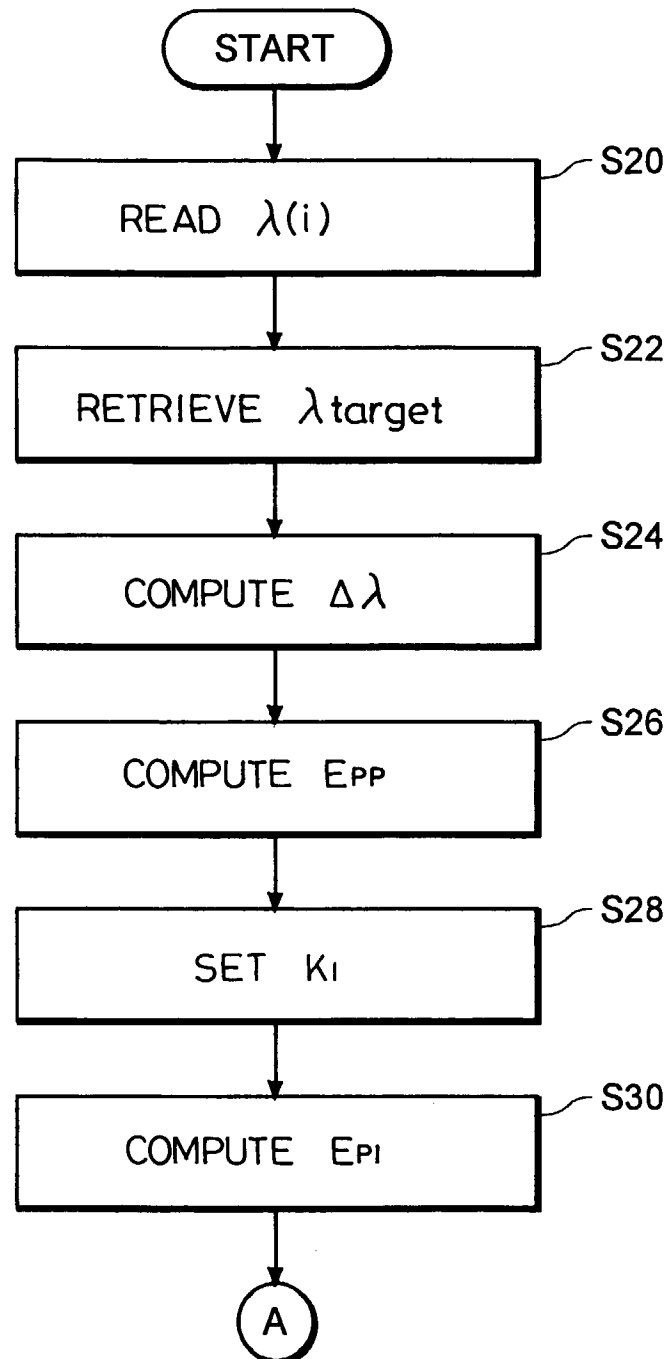 START
S20
READ λ(i)
S22
RETRIEVE λtarget
S24
COMPUTE Δλ
S26
COMPUTE EPP
S28
SET KI
S30
COMPUTE EPI
A